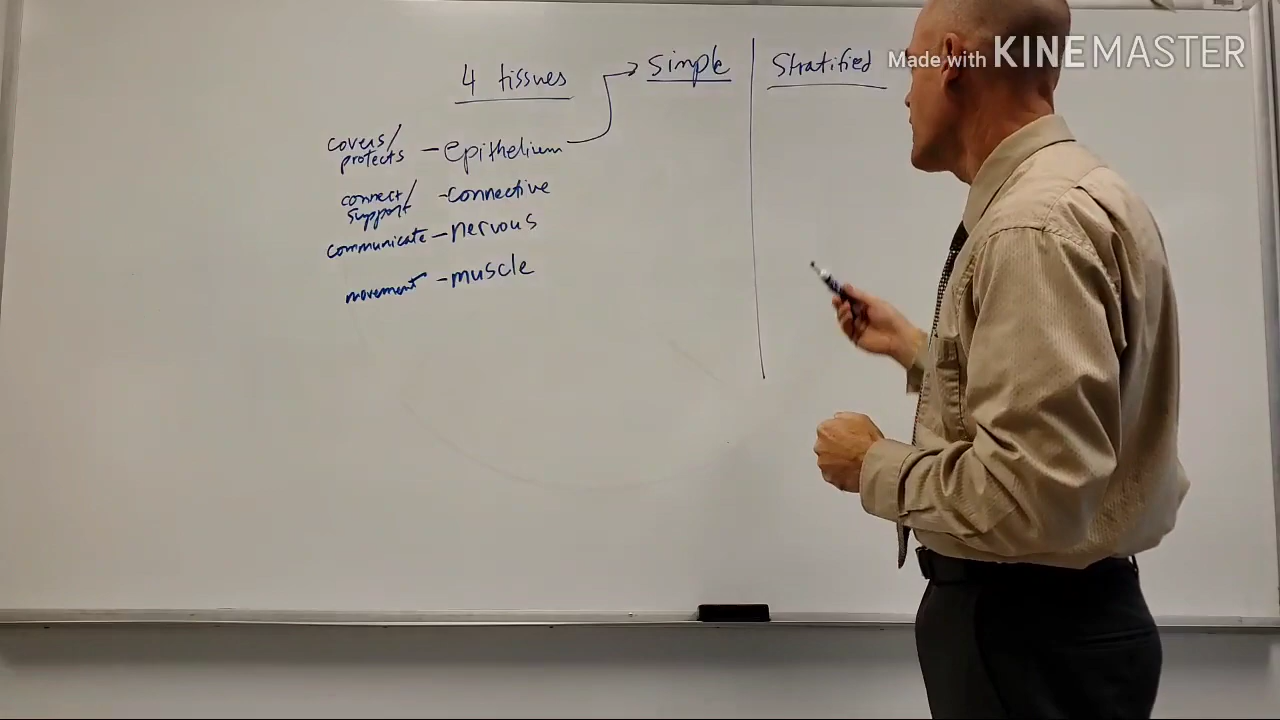 Made with KINEMASTER
4 tissues
simple
Stratified
covers/
protects
- epithelium
connect/
support
- connective
communicate - nervous
movement - muscle